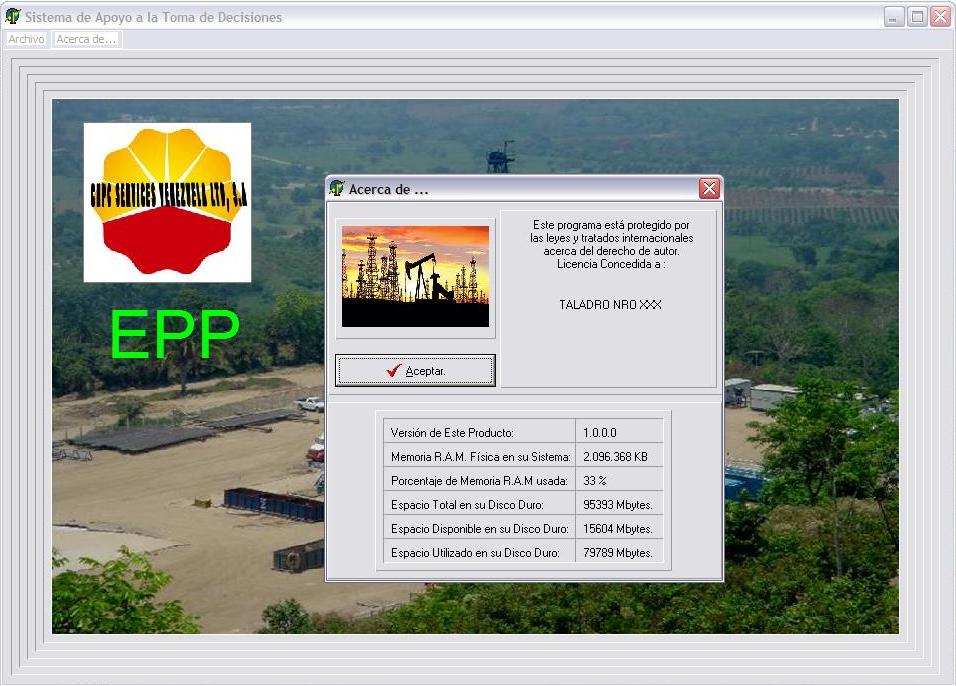 Sistema de Apoyo a la Toma de Decisiones
Archivo Acerca de...
CNPC SERVICES VENEZUELA LTD, S.A
EPP
Acerca de ...
Este programa está protegido por
las leyes y tratados internacionales
acerca del derecho de autor.
Licencia Concedida a :
TALADRO NRO XXX
Aceptar.
Versión de Este Producto: 1.0.0.0
Memoria R.A.M. Física en su Sistema: 2.096.368 KB
Porcentaje de Memoria R.A.M usada: 33 %
Espacio Total en su Disco Duro: 95393 Mbytes.
Espacio Disponible en su Disco Duro: 15604 Mbytes.
Espacio Utilizado en su Disco Duro: 79789 Mbytes.